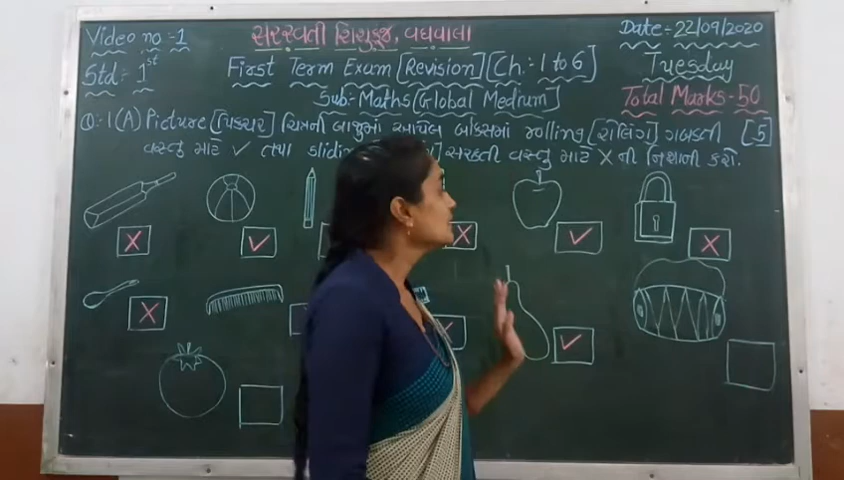 Video no :- 1
સરસ્વતી શિશુકુંજ, વઘવાલા
Date:- 22/09/2020
Std:- 1st
First Term Exam [Revision] [Ch.:- 1 to 6]
Tuesday
Sub:- Maths [Global Medium]
Total Marks:- 50
Q:-1 (A) Picture [પિક્ચર] ચિત્રની બાજુમાં આપેલ બોક્સમાં rolling [રોલિંગ] ગબડતી [5]
વસ્તુ માટે ✓ તથા sliding સરકતી વસ્તુ માટે X ની નિશાની કરો.